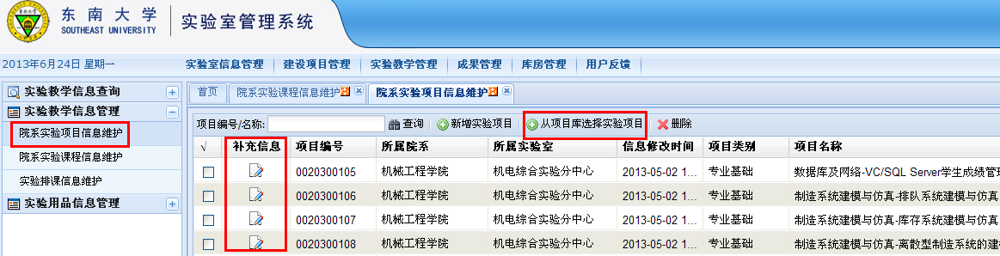 东南大学
SOUTHEAST UNIVERSITY
实验室管理系统
2013年6月24日 星期一
实验室信息管理 建设项目管理 实验教学管理 成果管理 库房管理 用户反馈
实验教学信息查询
实验教学信息管理
院系实验项目信息维护
院系实验课程信息维护
实验排课信息维护
实验用品信息管理
首页 院系实验课程信息维护 院系实验项目信息维护
项目编号/名称: 查询 新增实验项目 从项目库选择实验项目 删除
√ 补充信息 项目编号 所属院系 所属实验室 信息修改时间 项目类别 项目名称
0020300105 机械工程学院 机电综合实验分中心 2013-05-02 1... 专业基础 数据库及网络-VC/SQL Server学生成绩管理
0020300106 机械工程学院 机电综合实验分中心 2013-05-02 1... 专业基础 制造系统建模与仿真-排队系统建模与仿真
0020300107 机械工程学院 机电综合实验分中心 2013-05-02 1... 专业基础 制造系统建模与仿真-库存系统建模与仿真
0020300108 机械工程学院 机电综合实验分中心 2013-05-02 1... 专业基础 制造系统建模与仿真-离散型制造系统的建